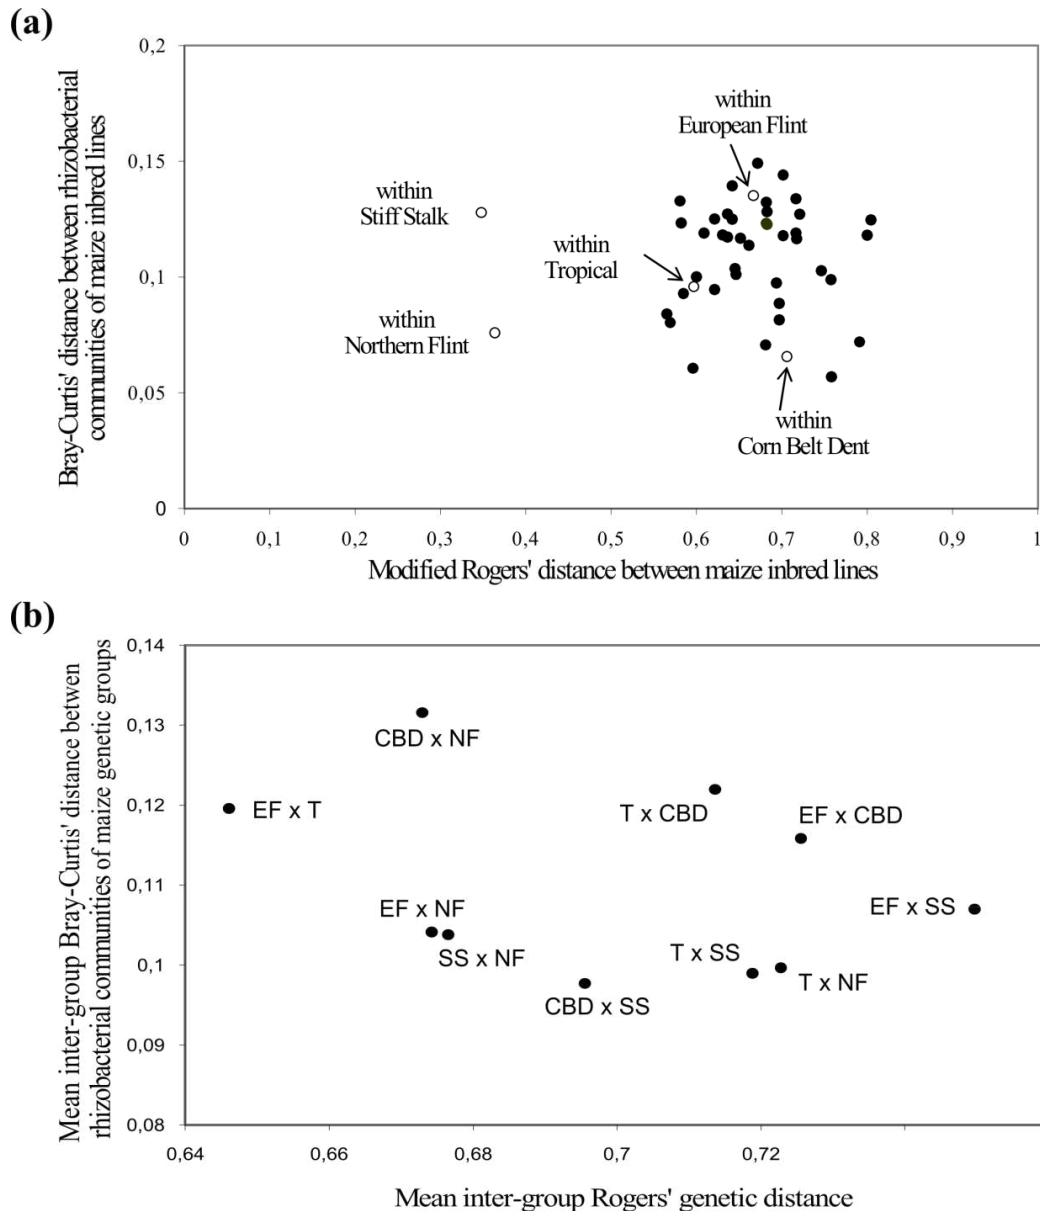 (a)
Bray-Curtis' distance between rhizobacterial
communities of maize inbred lines
0,2
0,15
0,1
0,05
0
within
European Flint
within
Stiff Stalk
within
Tropical
within
Northern Flint
within
Corn Belt Dent
0
0,1
0,2
0,3
0,4
0,5
0,6
0,7
0,8
0,9
1
Modified Rogers' distance between maize inbred lines
(b)
Mean inter-group Bray-Curtis' distance betwen
rhizobacterial communities of maize genetic groups
0,14
0,13
0,12
0,11
0,1
0,09
0,08
CBD x NF
EF x T
T x CBD
EF x CBD
EF x NF
EF x SS
SS x NF
T x SS
T x NF
CBD x SS
0,64
0,66
0,68
0,7
0,72
Mean inter-group Rogers' genetic distance